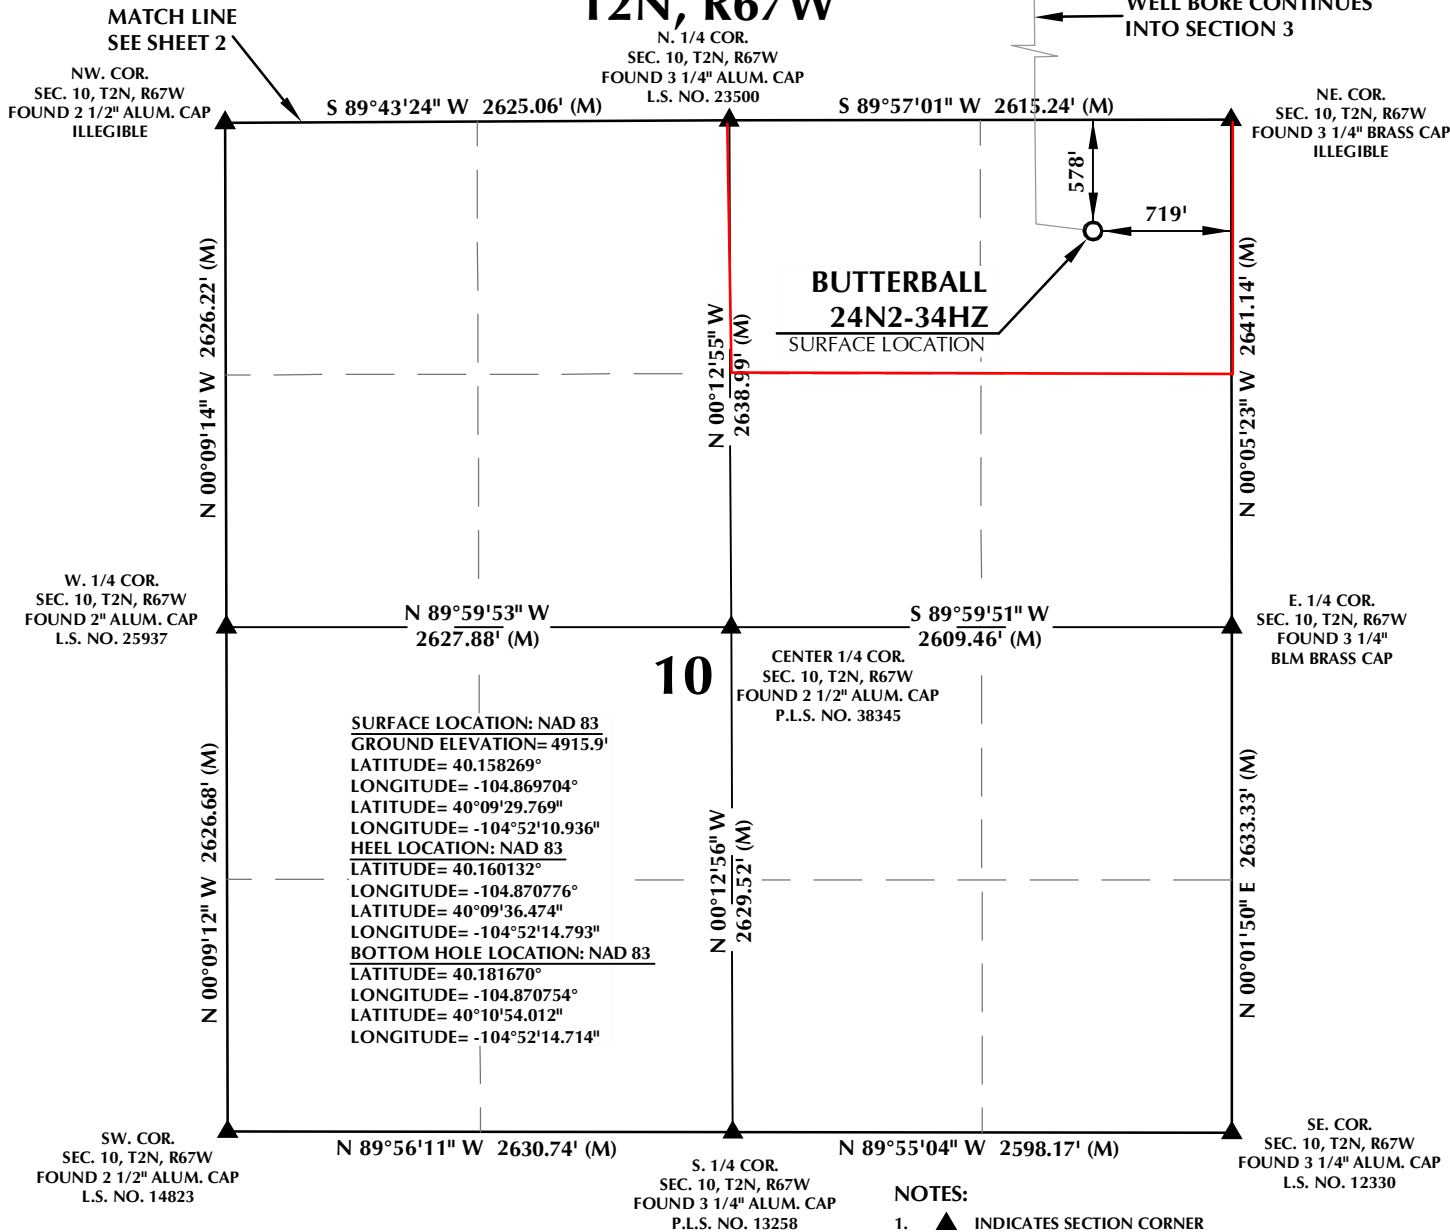 T2N, R67W
MATCH LINE
SEE SHEET 2
WELL BORE CONTINUES
INTO SECTION 3
NW. COR.
SEC. 10, T2N, R67W
FOUND 2 1/2" ALUM. CAP
ILLEGIBLE
N. 1/4 COR.
SEC. 10, T2N, R67W
FOUND 3 1/4" ALUM. CAP
L.S. NO. 23500
NE. COR.
SEC. 10, T2N, R67W
FOUND 3 1/4" BRASS CAP
ILLEGIBLE
S 89°43'24" W 2625.06' (M)
S 89°57'01" W 2615.24' (M)
578'
719'
BUTTERBALL
24N2-34HZ
SURFACE LOCATION
N 00°09'14" W 2626.22' (M)
N 00°12'55" W
2638.99' (M)
N 00°05'23" W 2641.14' (M)
W. 1/4 COR.
SEC. 10, T2N, R67W
FOUND 2" ALUM. CAP
L.S. NO. 25937
N 89°59'53" W
2627.88' (M)
S 89°59'51" W
2609.46' (M)
E. 1/4 COR.
SEC. 10, T2N, R67W
FOUND 3 1/4"
BLM BRASS CAP
10
CENTER 1/4 COR.
SEC. 10, T2N, R67W
FOUND 2 1/2" ALUM. CAP
P.L.S. NO. 38345
SURFACE LOCATION: NAD 83
GROUND ELEVATION= 4915.9'
LATITUDE= 40.158269°
LONGITUDE= -104.869704°
LATITUDE= 40°09'29.769"
LONGITUDE= -104°52'10.936"
HEEL LOCATION: NAD 83
LATITUDE= 40.160132°
LONGITUDE= -104.870776°
LATITUDE= 40°09'36.474"
LONGITUDE= -104°52'14.793"
BOTTOM HOLE LOCATION: NAD 83
LATITUDE= 40.181670°
LONGITUDE= -104.870754°
LATITUDE= 40°10'54.012"
LONGITUDE= -104°52'14.714"
N 00°09'12" W 2626.68' (M)
N 00°12'56" W
2629.52' (M)
N 00°01'50" E 2633.33' (M)
SW. COR.
SEC. 10, T2N, R67W
FOUND 2 1/2" ALUM. CAP
L.S. NO. 14823
N 89°56'11" W 2630.74' (M)
S. 1/4 COR.
SEC. 10, T2N, R67W
FOUND 3 1/4" ALUM. CAP
P.L.S. NO. 13258
N 89°55'04" W 2598.17' (M)
SE. COR.
SEC. 10, T2N, R67W
FOUND 3 1/4" ALUM. CAP
L.S. NO. 12330
NOTES:
1. ▲ INDICATES SECTION CORNER